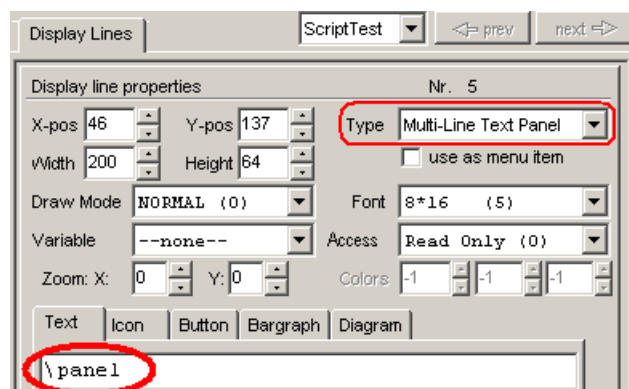 Display Lines ScriptTest prev next
Display line properties Nr. 5
X-pos 46 Y-pos 137 Type Multi-Line Text Panel
Width 200 Height 64 use as menu item
Draw Mode NORMAL (0) Font 8*16 (5)
Variable --none-- Access Read Only (0)
Zoom: X: 0 Y: 0 Colors -1 -1 -1
Text Icon Button Bargraph Diagram
\panel